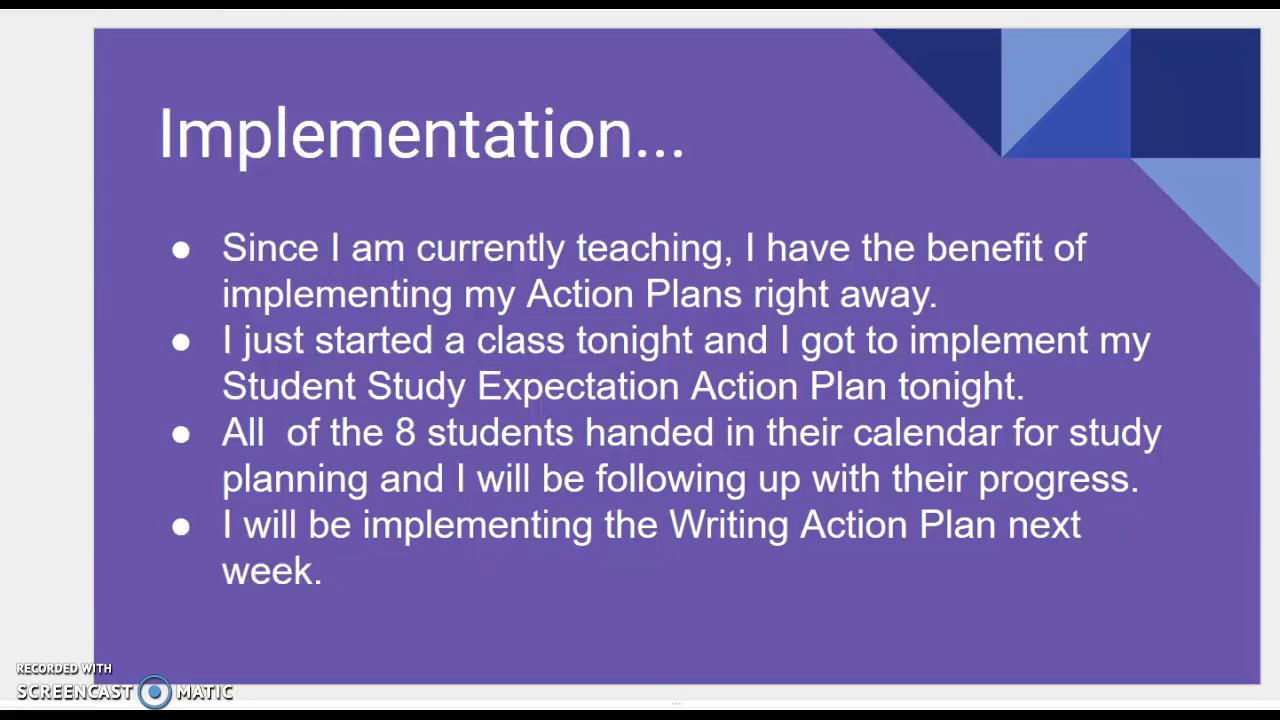 Implementation...
● Since I am currently teaching, I have the benefit of
implementing my Action Plans right away.
● I just started a class tonight and I got to implement my
Student Study Expectation Action Plan tonight.
● All  of the 8 students handed in their calendar for study
planning and I will be following up with their progress.
● I will be implementing the Writing Action Plan next
week.
RECORDED WITH
SCREENCAST MATIC